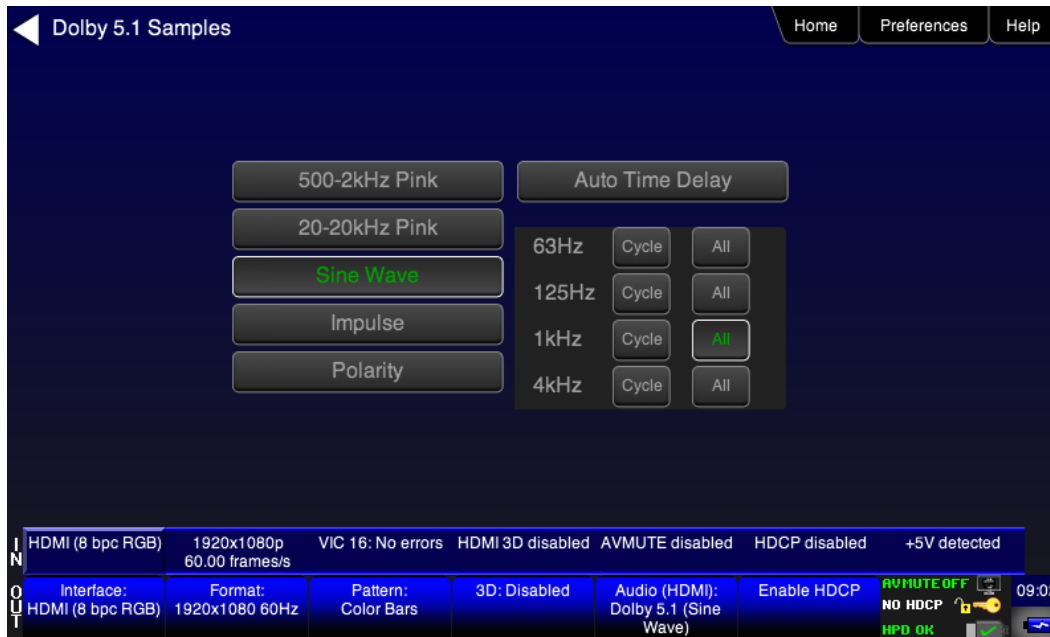 Dolby 5.1 Samples
Home
Preferences
Help
500-2kHz Pink
Auto Time Delay
20-20kHz Pink
Sine Wave
Impulse
Polarity
63Hz Cycle All
125Hz Cycle All
1kHz Cycle All
4kHz Cycle All
IN
HDMI (8 bpc RGB)
1920x1080p
60.00 frames/s
VIC 16: No errors
HDMI 3D disabled
AVMUTE disabled
HDCP disabled
+5V detected
OUT
Interface:
HDMI (8 bpc RGB)
Format:
1920x1080 60Hz
Pattern:
Color Bars
3D: Disabled
Audio (HDMI):
Dolby 5.1 (Sine
Wave)
Enable HDCP
AVMUTE OFF
NO HDCP
HPD OK